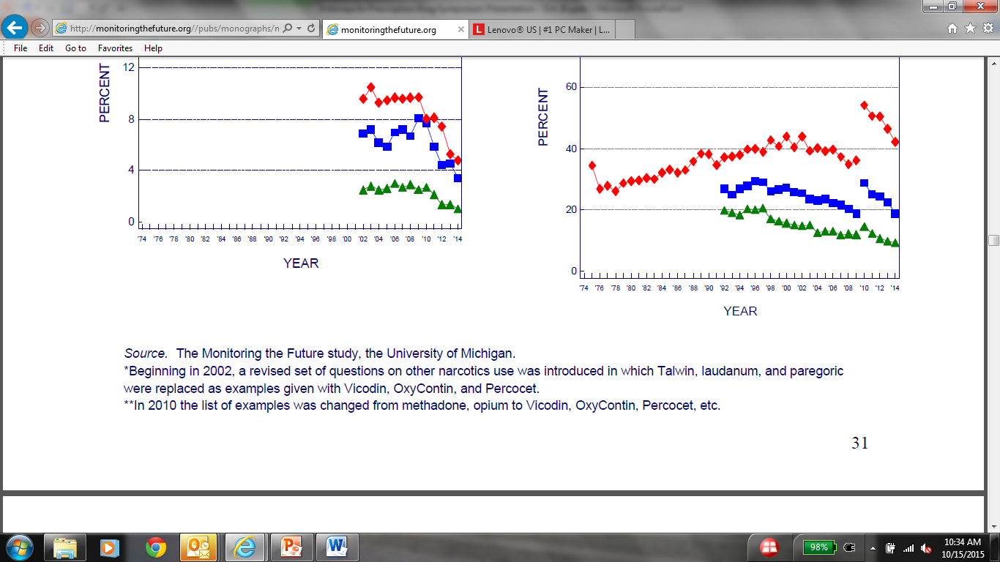 http://monitoringthefuture.org//pubs/monographs/n
monitoringthefuture.org
Lenovo® US | #1 PC Maker | L...
File Edit Go to Favorites Help
PERCENT
12
8
4
0
'74 '76 '78 '80 '82 '84 '86 '88 '90 '92 '94 '96 '98 '00 '02 '04 '06 '08 '10 '12 '14
YEAR
PERCENT
60
40
20
0
'74 '76 '78 '80 '82 '84 '86 '88 '90 '92 '94 '96 '98 '00 '02 '04 '06 '08 '10 '12 '14
YEAR
Source. The Monitoring the Future study, the University of Michigan.
*Beginning in 2002, a revised set of questions on other narcotics use was introduced in which Talwin, laudanum, and paregoric
were replaced as examples given with Vicodin, OxyContin, and Percocet.
**In 2010 the list of examples was changed from methadone, opium to Vicodin, OxyContin, Percocet, etc.
31
98%
10:34 AM
10/15/2015